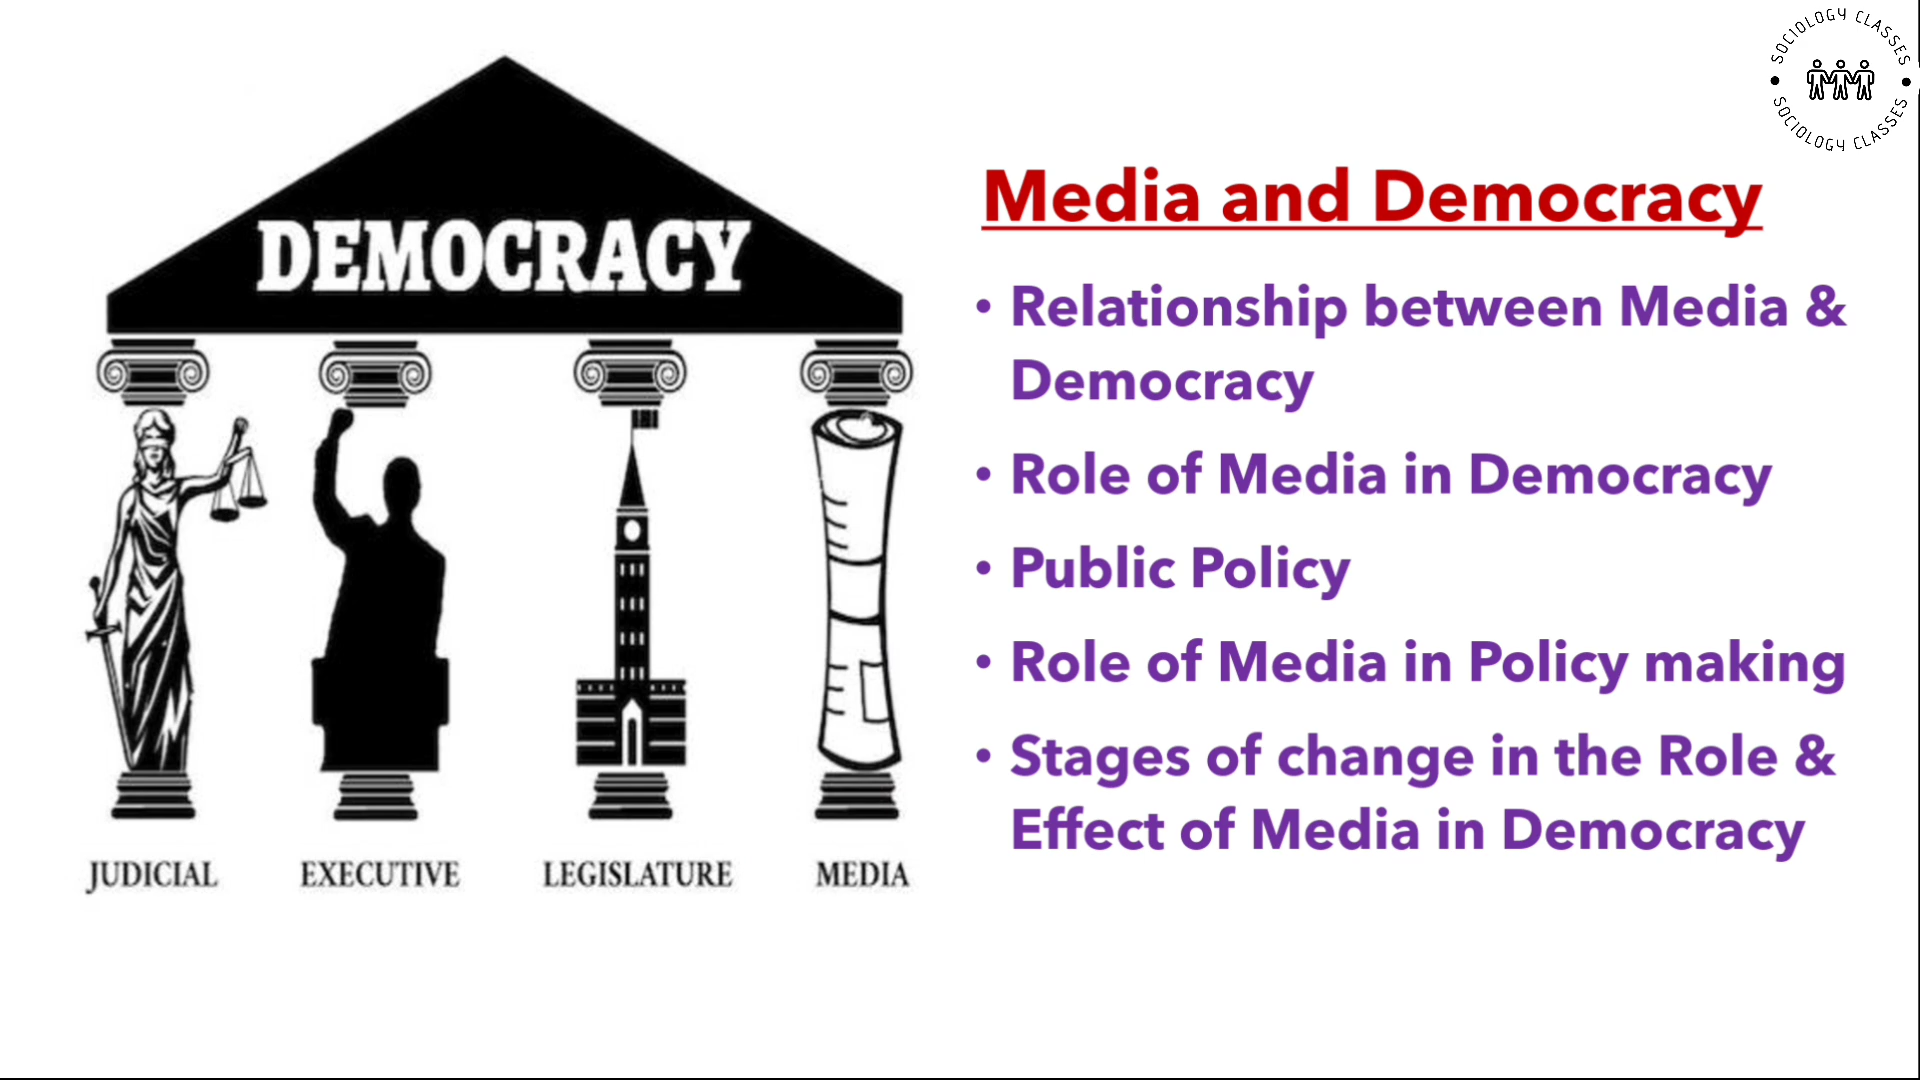 SOCIOLOGY CLASSES
SOCIOLOGY CLASSES
DEMOCRACY
JUDICIAL
EXECUTIVE
LEGISLATURE
MEDIA
Media and Democracy
• Relationship between Media &
Democracy
• Role of Media in Democracy
• Public Policy
• Role of Media in Policy making
• Stages of change in the Role &
Effect of Media in Democracy